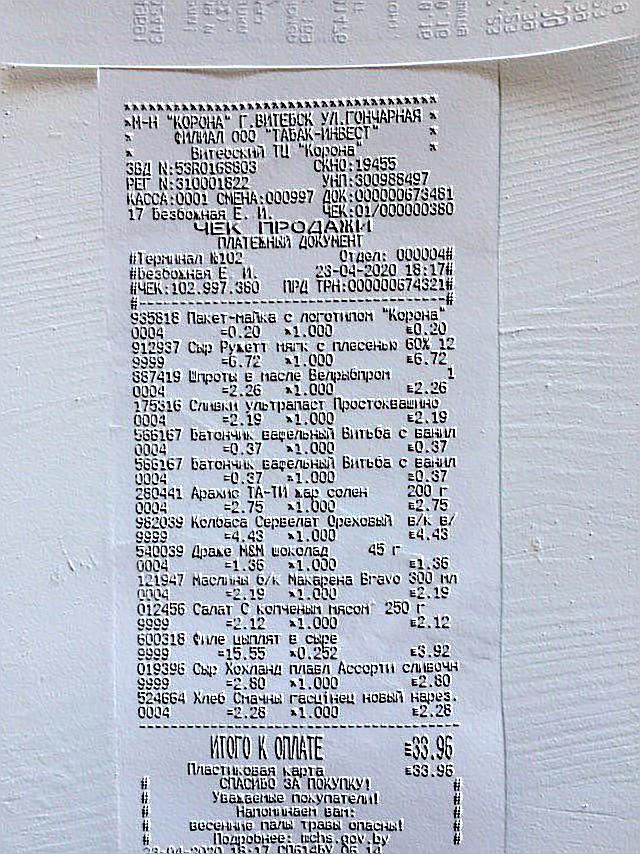 *М-Н "КОРОНА" Г.ВИТЕБСК УЛ.ГОНЧАРНАЯ *
* ФИЛИАЛ ООО "ТАБАК-ИНВЕСТ" *
* Витебский ТЦ "Корона" *
ЗВД N:53R0168803 СКНО:19455
РЕГ N:310001822 УНП:300986497
КАССА:0001 СМЕНА:000997 ДОК:000000673481
17 Безбожная Е. И. ЧЕК:01/000000380
ЧЕК ПРОДАЖИ
ПЛАТЕЖНЫЙ ДОКУМЕНТ
#Терминал №102 Отдел: 000004#
#Безбожная Е. И. 23-04-2020 18:17#
#ЧЕК:102.997.380 ПРД ТРН:000000674321#
#--------------------------------------#
935818 Пакет-майка с логотипом "Корона"
0004 =0.20 *1.000 =0.20
912937 Сыр Ружетт мягк с плесенью 60% 12
9999 =6.72 *1.000 =6.72
887419 Шпроты в масле Велрыбпром 1
0004 =2.26 *1.000 =2.26
175316 Сливки ультрапаст Простоквашино
0004 =2.19 *1.000 =2.19
566167 Батончик вафельный Витьба с ванил
0004 =0.37 *1.000 =0.37
566167 Батончик вафельный Витьба с ванил
0004 =0.37 *1.000 =0.37
280441 Арахис ТА-ТИ жар солен 200 г
0004 =2.75 *1.000 =2.75
982039 Колбаса Сервелат Ореховый в/к в/
9999 =4.43 *1.000 =4.43
540039 Драже M&M шоколад 45 г
0004 =1.36 *1.000 =1.36
121947 Маслины б/к Макарена Bravo 300 мл
0004 =2.19 *1.000 =2.19
012456 Салат С копченым мясом 250 г
9999 =2.12 *1.000 =2.12
600318 Филе цыплят в сыре
9999 =15.55 *0.252 =3.92
019396 Сыр Хохланд плавл Ассорти сливочн
9999 =2.80 *1.000 =2.80
524664 Хлеб Смачны гасцiнец новый нарез.
0004 =2.28 *1.000 =2.28
ИТОГО К ОПЛАТЕ =33.96
Пластиковая карта =33.96
# СПАСИБО ЗА ПОКУПКУ! #
# Уважаемые покупатели! #
# Напоминаем вам: #
# весенние палы травы опасны! #
# Подробнее: mchs.gov.by #
23-04-2020 18:17